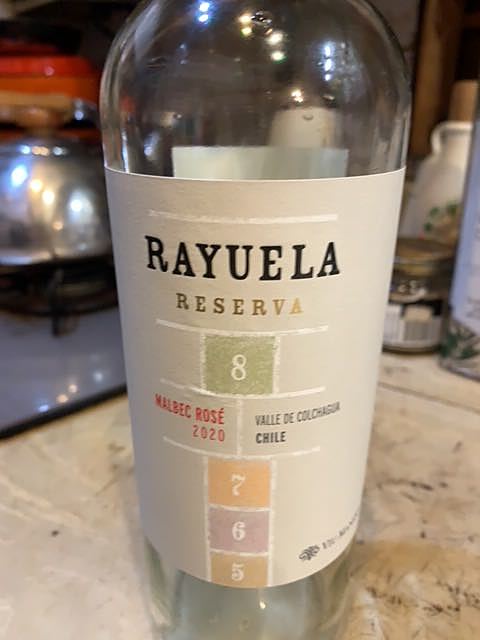 RAYUELA
RESERVA
8
MALBEC ROSÉ
2020
VALLE DE COLCHAGUA
CHILE
7
6
5